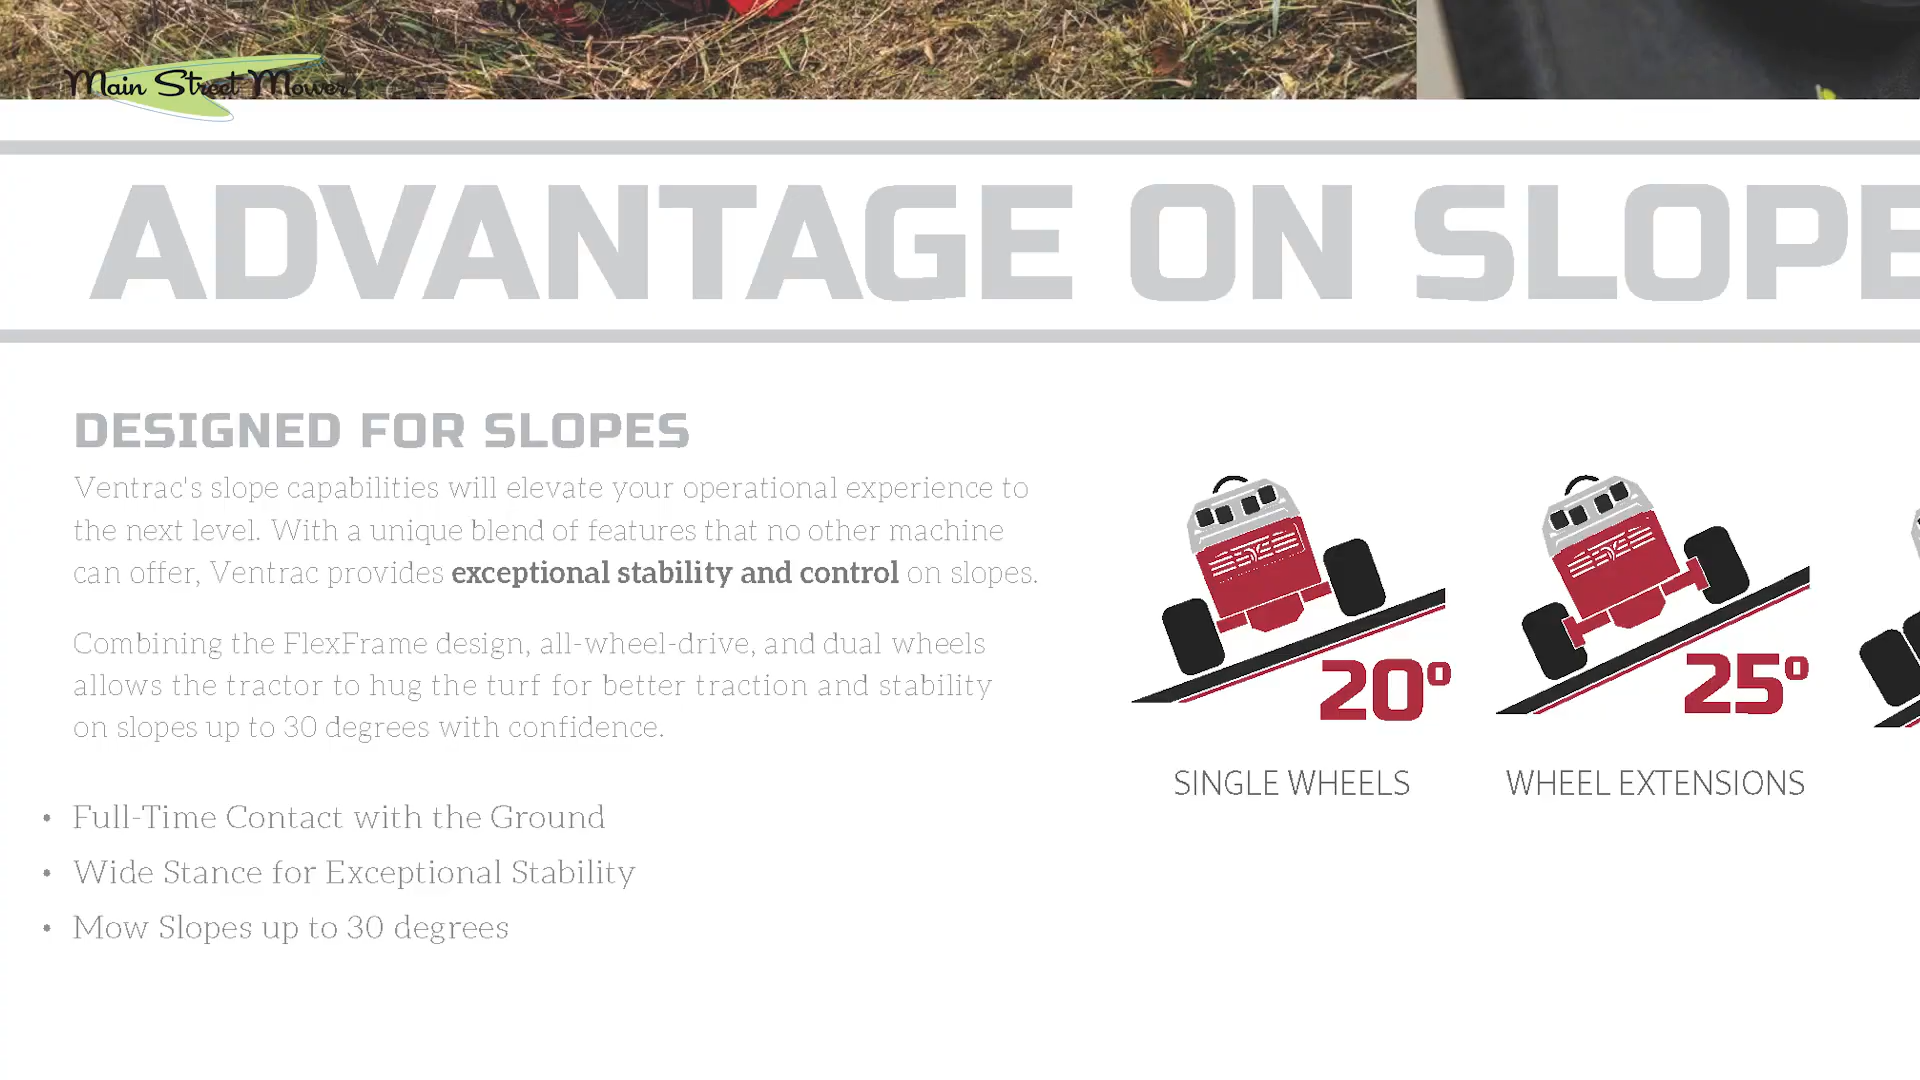 Main Street Mower
ADVANTAGE ON SLOPE
DESIGNED FOR SLOPES
Ventrac's slope capabilities will elevate your operational experience to
the next level. With a unique blend of features that no other machine
can offer, Ventrac provides exceptional stability and control on slopes.
Combining the FlexFrame design, all-wheel-drive, and dual wheels
allows the tractor to hug the turf for better traction and stability
on slopes up to 30 degrees with confidence.
• Full-Time Contact with the Ground
• Wide Stance for Exceptional Stability
• Mow Slopes up to 30 degrees
20º
25º
SINGLE WHEELS
WHEEL EXTENSIONS